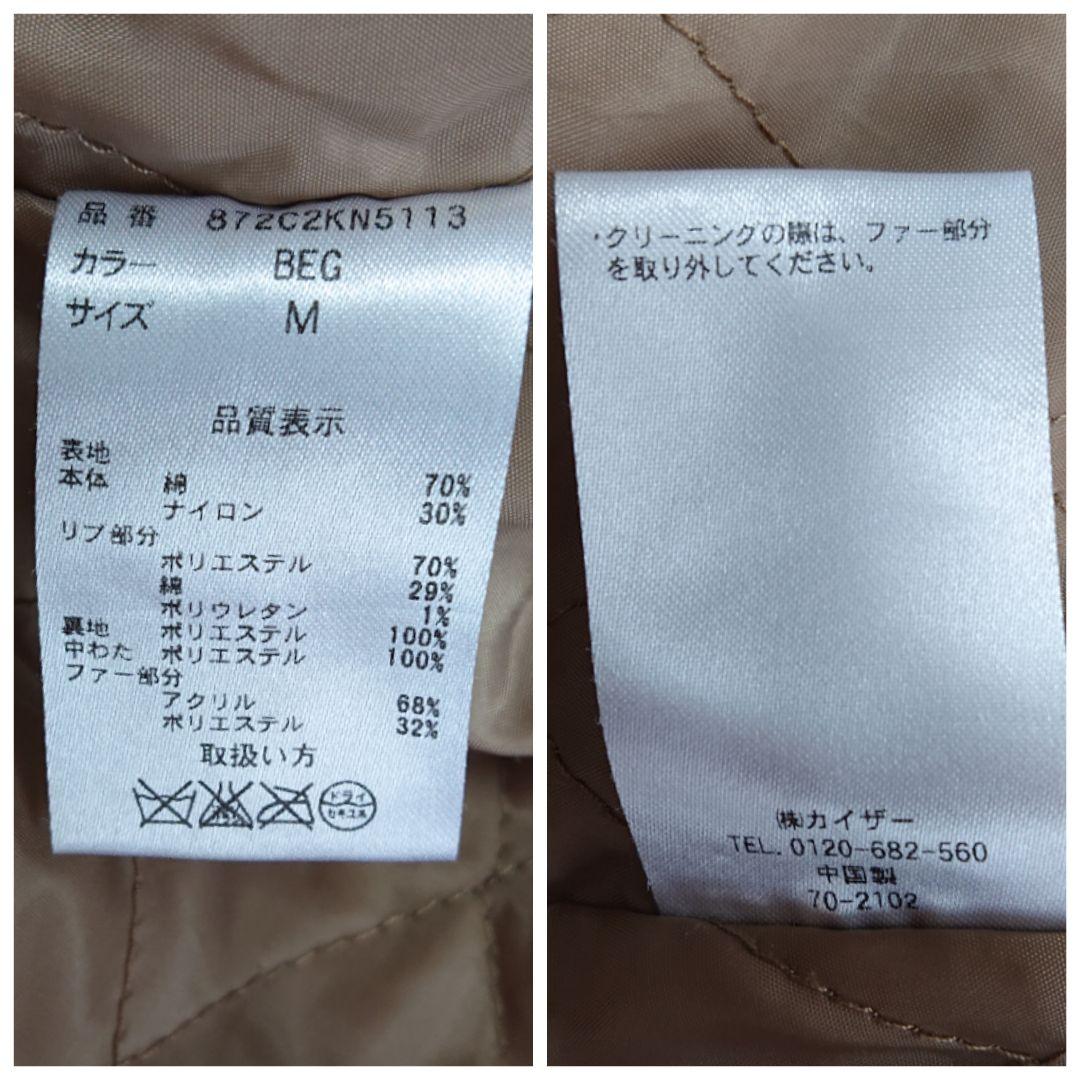 品番 872C2KN5113
カラー BEG
サイズ M
品質表示
表地
本体 綿 70%
ナイロン 30%
リブ部分
ポリエステル 70%
綿 29%
ポリウレタン 1%
裏地 ポリエステル 100%
中わた ポリエステル 100%
ファー部分
アクリル 68%
ポリエステル 32%
取扱い方
ドライ
セキユ系
・クリーニングの際は、ファー部分
を取り外してください。
㈱カイザー
TEL. 0120-682-560
中国製
70-2102